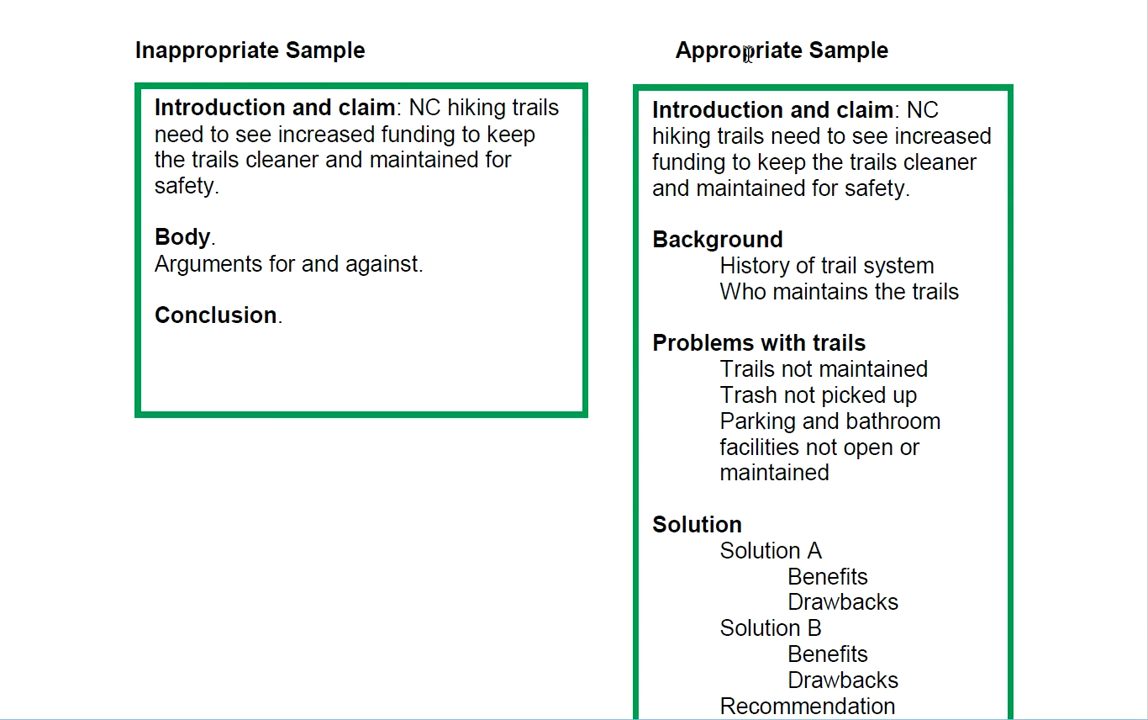 Inappropriate Sample
Introduction and claim: NC hiking trails
need to see increased funding to keep
the trails cleaner and maintained for
safety.
Body.
Arguments for and against.
Conclusion.
Appropriate Sample
Introduction and claim: NC
hiking trails need to see increased
funding to keep the trails cleaner
and maintained for safety.
Background
History of trail system
Who maintains the trails
Problems with trails
Trails not maintained
Trash not picked up
Parking and bathroom
facilities not open or
maintained
Solution
Solution A
Benefits
Drawbacks
Solution B
Benefits
Drawbacks
Recommendation